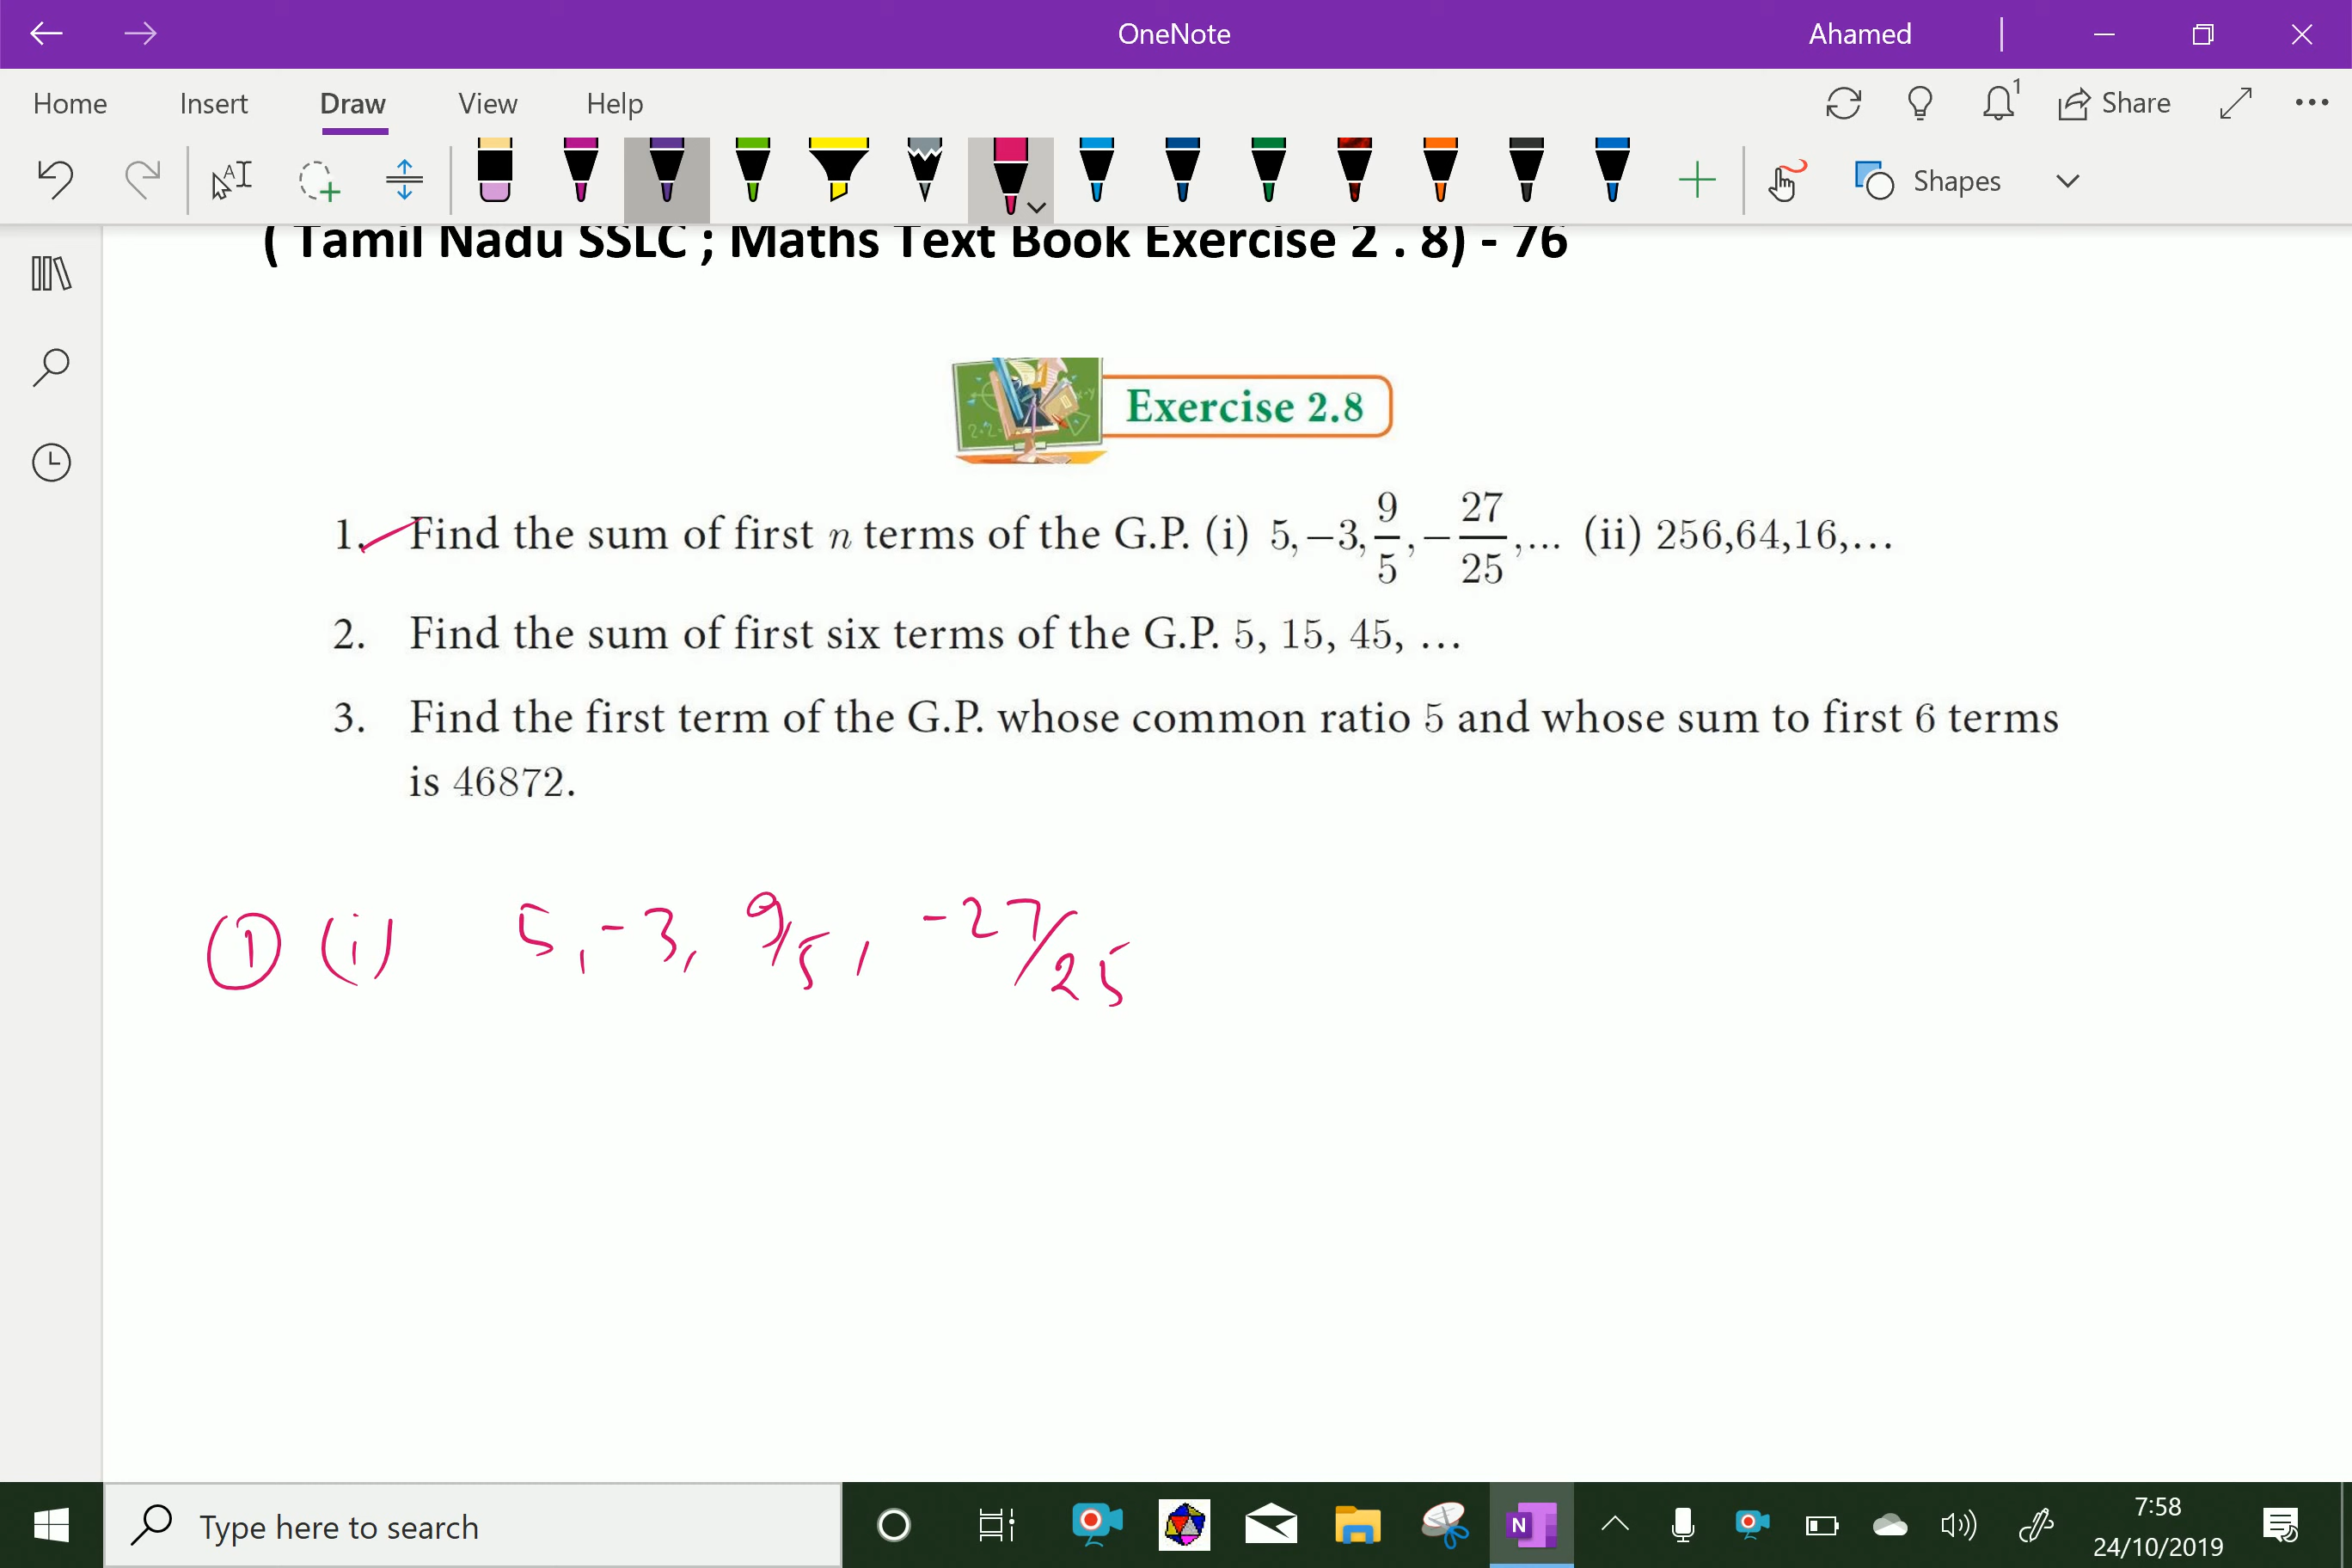 OneNote
Ahamed
Home Insert Draw View Help
1 Share
Shapes
( Tamil Nadu SSLC ; Maths Text Book Exercise 2 . 8) - 76
Exercise 2.8
1. Find the sum of first n terms of the G.P. (i) 5, −3, 9/5, − 27/25, ... (ii) 256,64,16,...
2. Find the sum of first six terms of the G.P. 5, 15, 45, ...
3. Find the first term of the G.P. whose common ratio 5 and whose sum to first 6 terms
is 46872.
① (i) 5, -3, 9/5, -27/25
Type here to search
N
7:58
24/10/2019